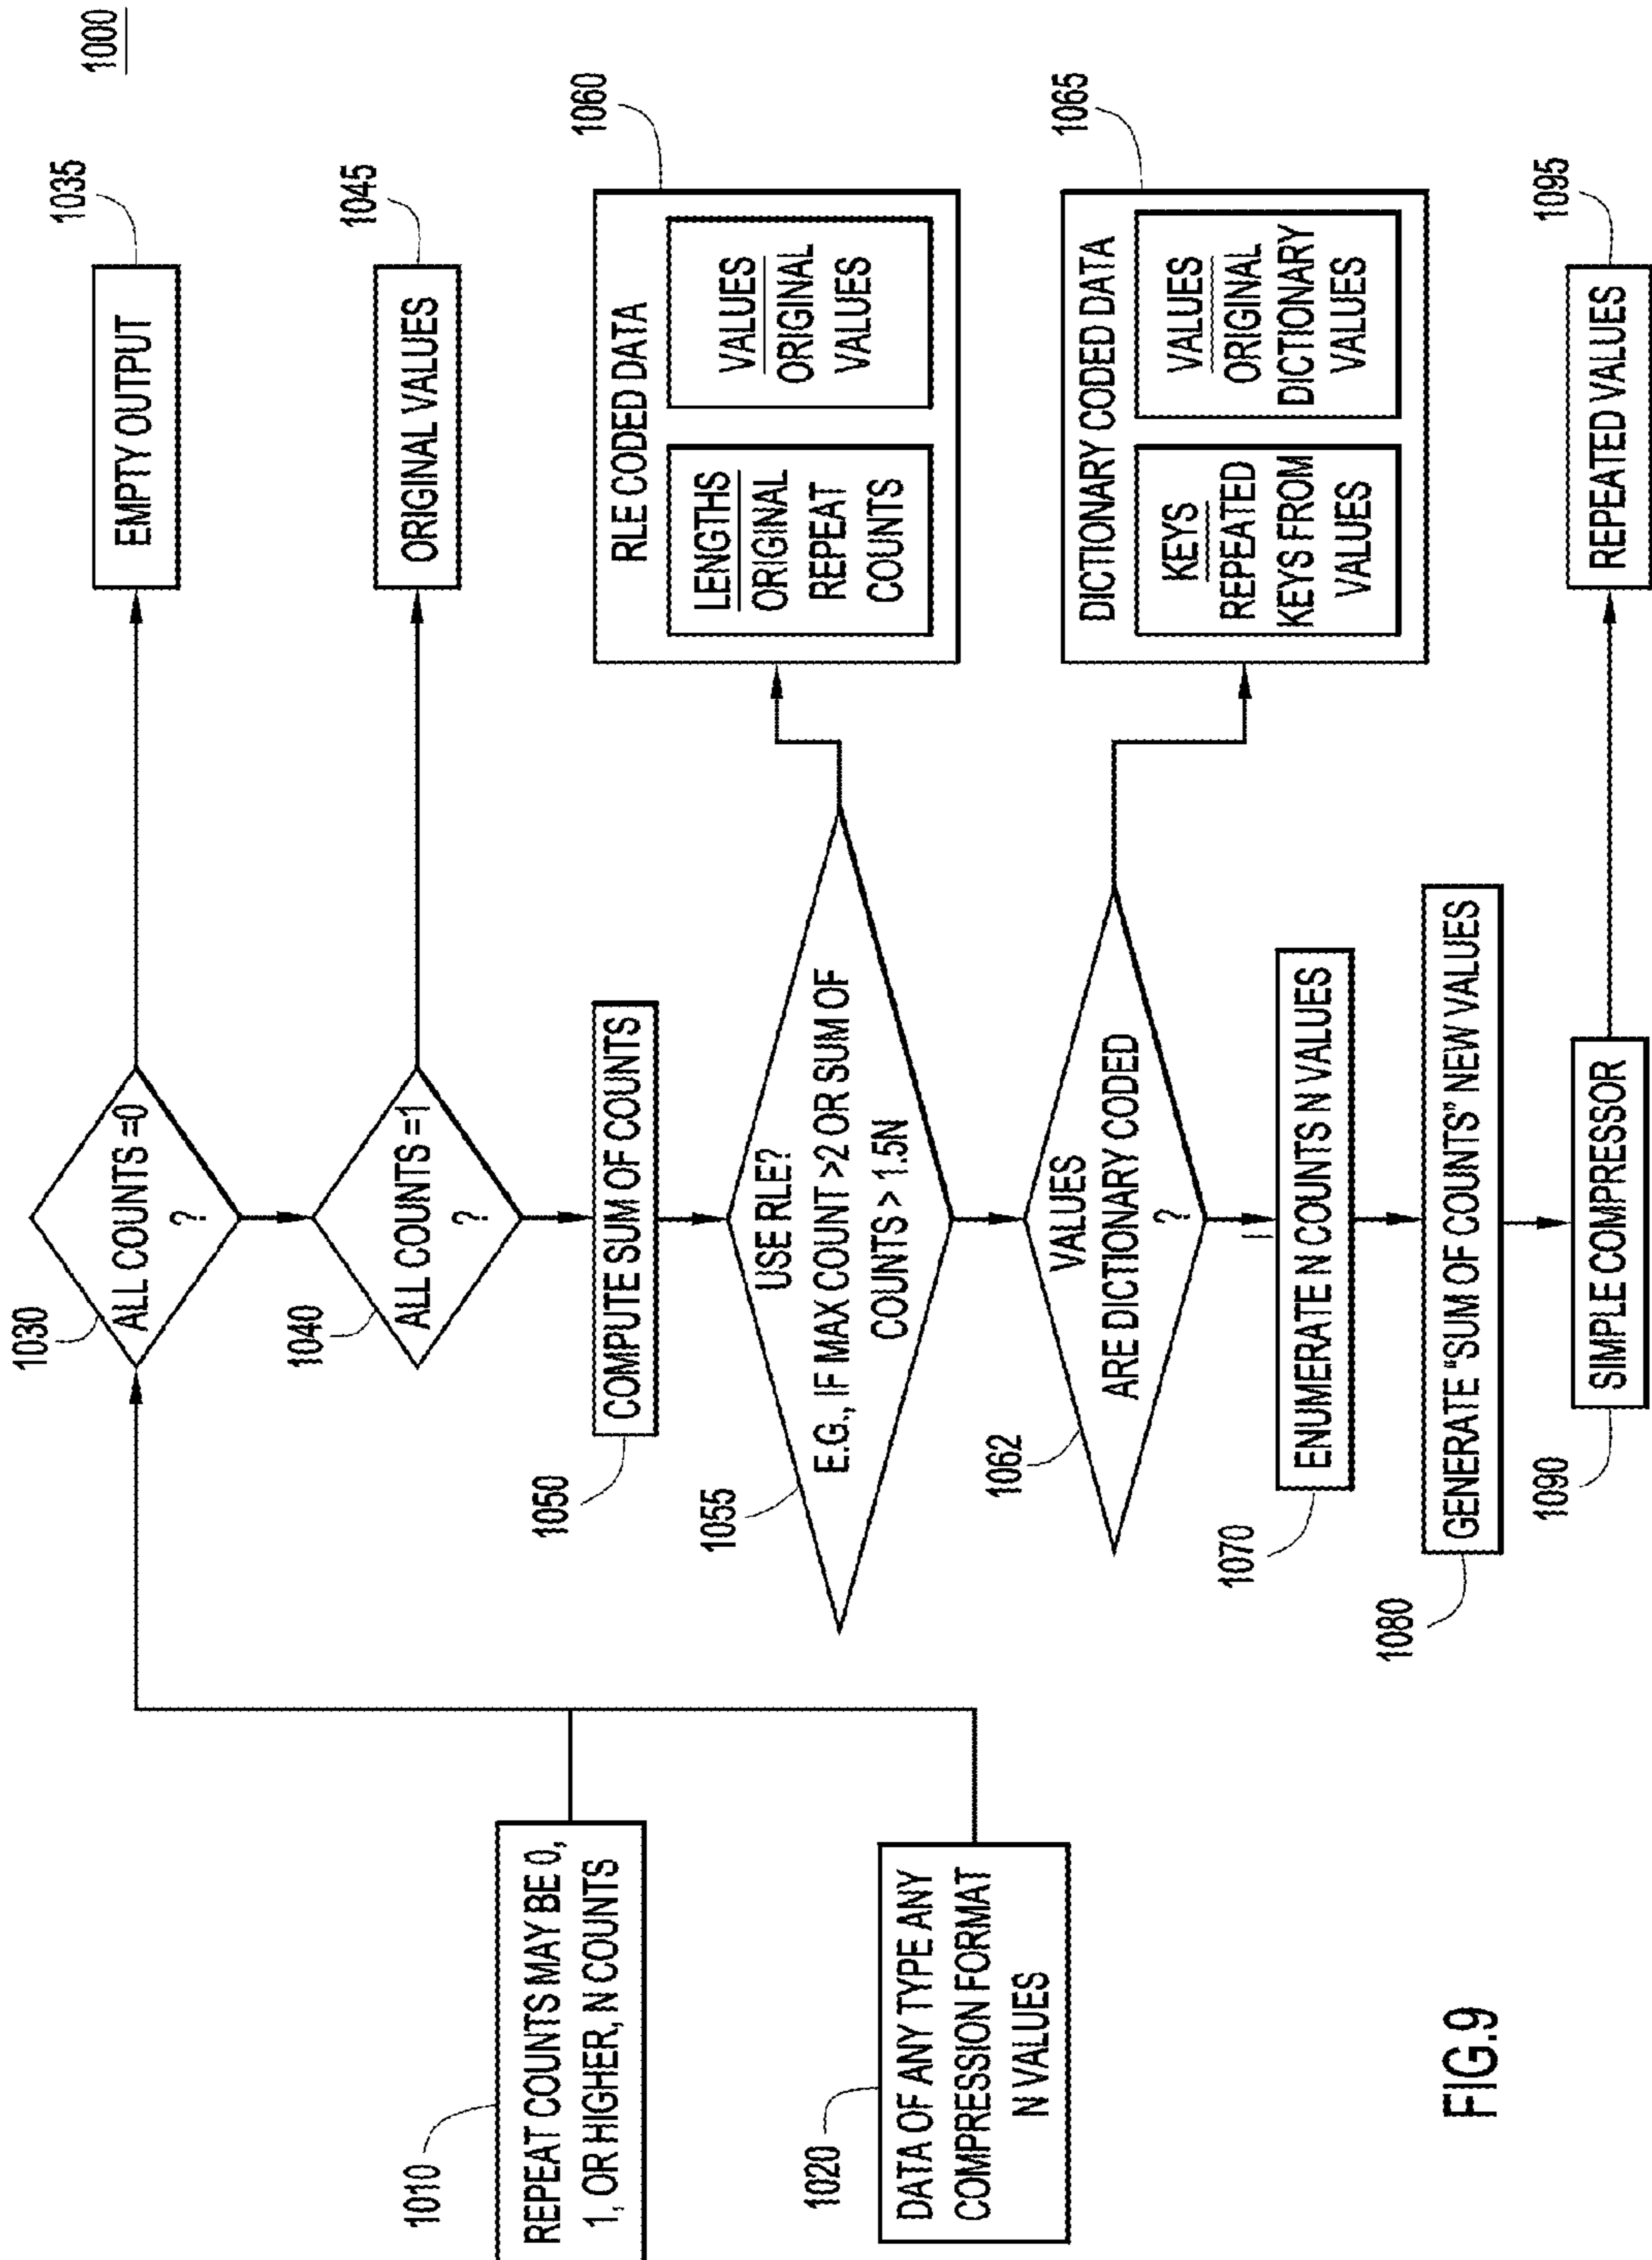 1000
1010
REPEAT COUNTS MAY BE 0,
1, OR HIGHER, N COUNTS
1020
DATA OF ANY TYPE ANY
COMPRESSION FORMAT
N VALUES
1030
ALL COUNTS =0
?
EMPTY OUTPUT
1035
1040
ALL COUNTS =1
?
ORIGINAL VALUES
1045
1050
COMPUTE SUM OF COUNTS
1055
USE RLE?
E.G., IF MAX COUNT >2 OR SUM OF
COUNTS > 1.5N
1060
RLE CODED DATA
LENGTHS
ORIGINAL
REPEAT
COUNTS
VALUES
ORIGINAL
VALUES
1062
VALUES
ARE DICTIONARY CODED
?
1065
DICTIONARY CODED DATA
KEYS
REPEATED
KEYS FROM
VALUES
VALUES
ORIGINAL
DICTIONARY
VALUES
1070
ENUMERATE N COUNTS N VALUES
1080
GENERATE "SUM OF COUNTS" NEW VALUES
1090
SIMPLE COMPRESSOR
REPEATED VALUES
1095
FIG.9